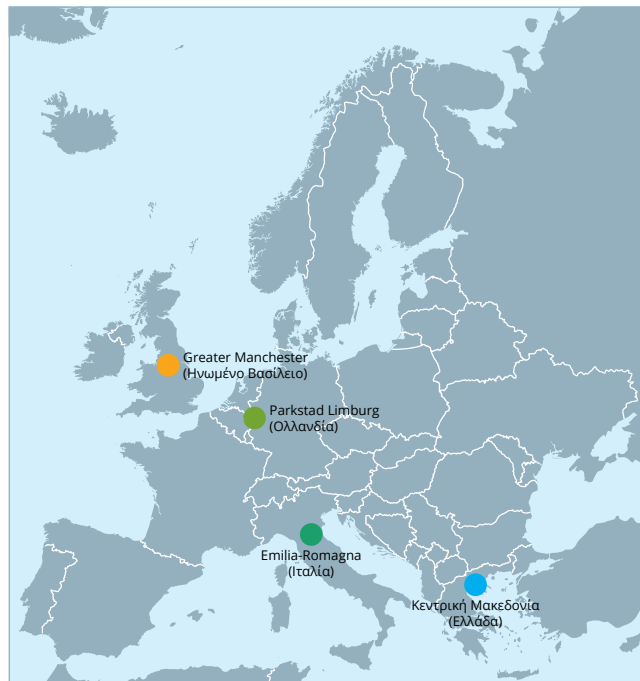 Greater Manchester
(Ηνωμένο Βασίλειο)
Parkstad Limburg
(Ολλανδία)
Emilia-Romagna
(Ιταλία)
Κεντρική Μακεδονία
(Ελλάδα)